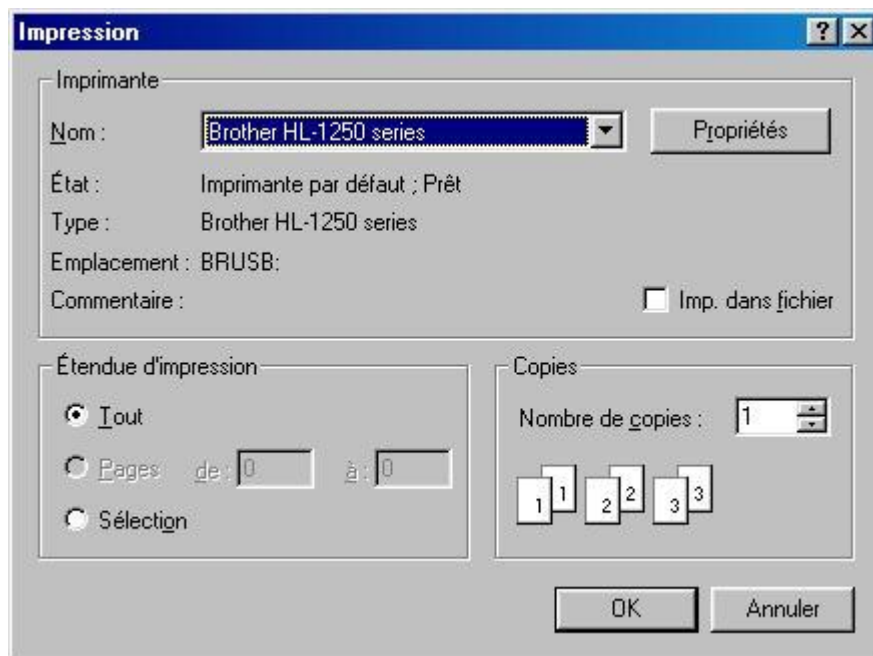 Impression
Imprimante
Nom : Brother HL-1250 series Propriétés
État : Imprimante par défaut ; Prêt
Type : Brother HL-1250 series
Emplacement : BRUSB:
Commentaire : Imp. dans fichier
Étendue d'impression
Tout
Pages de : 0 à : 0
Sélection
Copies
Nombre de copies : 1
1 1 2 2 3 3
OK Annuler